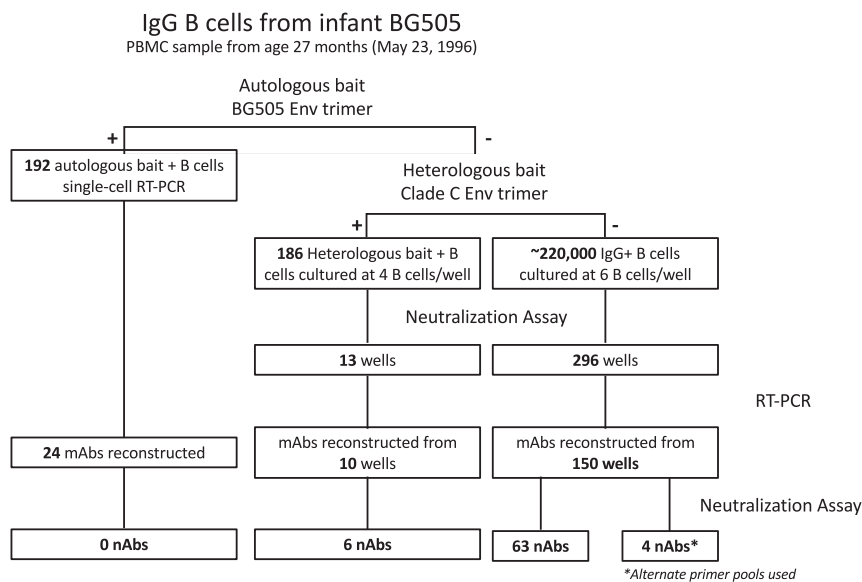 IgG B cells from infant BG505
PBMC sample from age 27 months (May 23, 1996)
Autologous bait
BG505 Env trimer
+
-
192 autologous bait + B cells
single-cell RT-PCR
Heterologous bait
Clade C Env trimer
+
-
186 Heterologous bait + B
cells cultured at 4 B cells/well
~220,000 IgG+ B cells
cultured at 6 B cells/well
Neutralization Assay
13 wells
296 wells
RT-PCR
24 mAbs reconstructed
mAbs reconstructed from
10 wells
mAbs reconstructed from
150 wells
Neutralization Assay
0 nAbs
6 nAbs
63 nAbs
4 nAbs*
*Alternate primer pools used